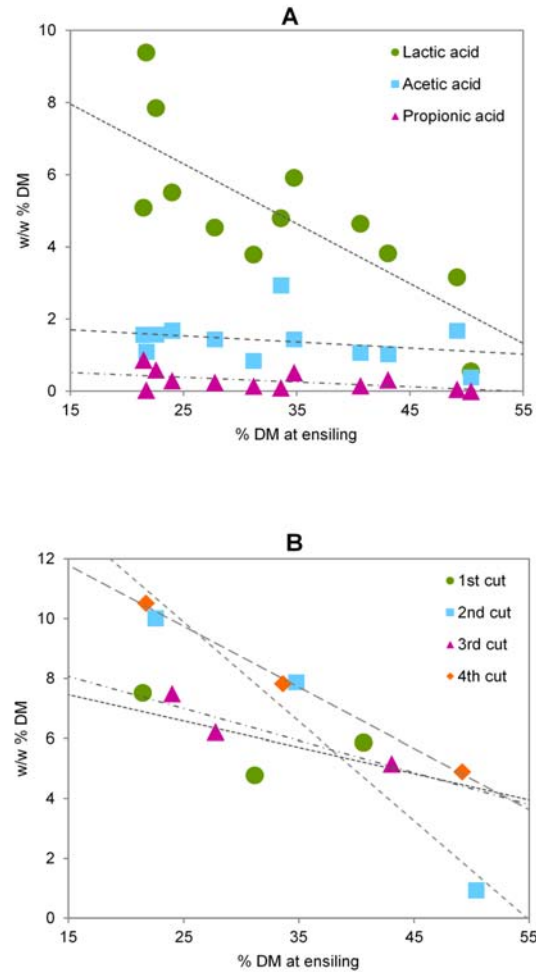 A
10
8
6
4
2
0
w/w % DM
Lactic acid
Acetic acid
Propionic acid
15 25 35 45 55
% DM at ensiling
B
12
10
8
6
4
2
0
w/w % DM
1st cut
2nd cut
3rd cut
4th cut
15 25 35 45 55
% DM at ensiling